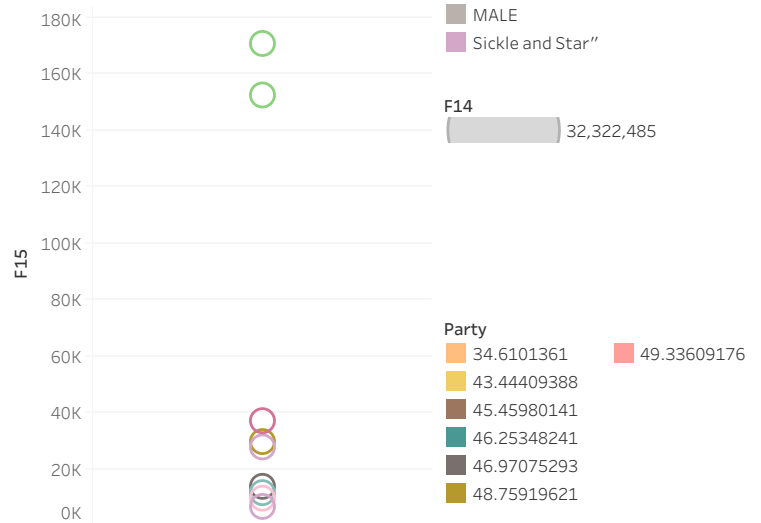 180K
160K
140K
120K
100K
80K
60K
40K
20K
0K
F15
MALE
Sickle and Star”
F14
32,322,485
Party
34.6101361 49.33609176
43.44409388
45.45980141
46.25348241
46.97075293
48.75919621